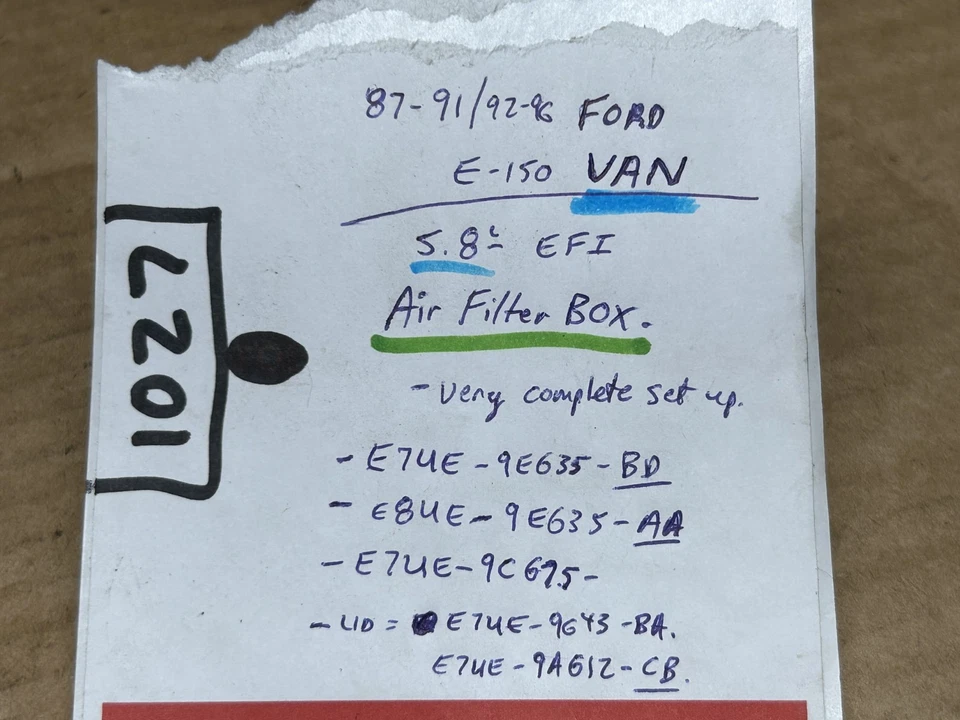 87-91/92-96 FORD
E-150 VAN
5.8L EFI
Air Filter BOX.
- very complete set up.
- E7UE-9E635-BD
- E8UE-9E635-AA
- E7UE-9C675-
- LID = E7UE-9643-BA.
E7UE-9A612-CB.
1027